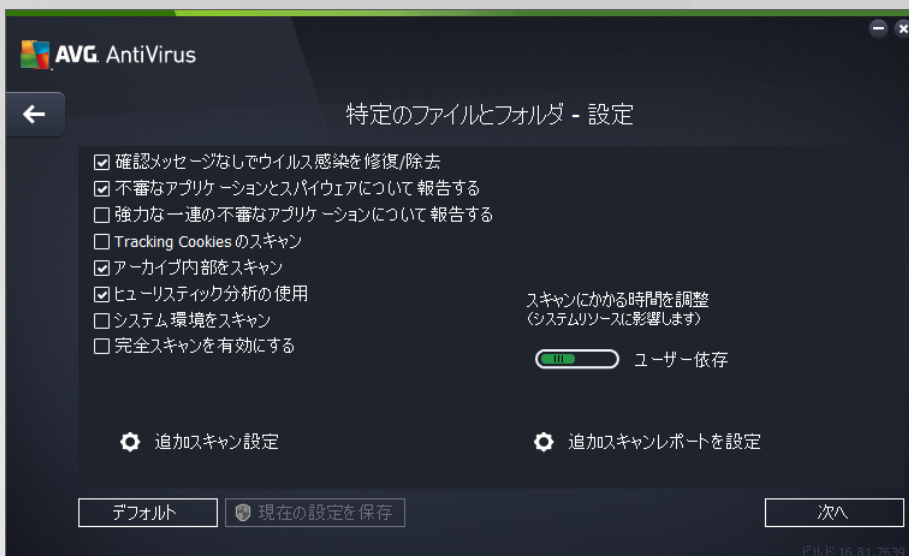 AVG. AntiVirus
特定のファイルとフォルダ - 設定
確認メッセージなしでウイルス感染を修復/除去
不審なアプリケーションとスパイウェアについて報告する
強力な一連の不審なアプリケーションについて報告する
Tracking Cookies のスキャン
アーカイブ内部をスキャン
ヒューリスティック分析の使用
システム環境をスキャン
完全スキャンを有効にする
スキャンにかかる時間を調整
(システムリソースに影響します)
ユーザー依存
追加スキャン設定
追加スキャンレポートを設定
デフォルト
現在の設定を保存
次へ
ビルド 16.81.7639